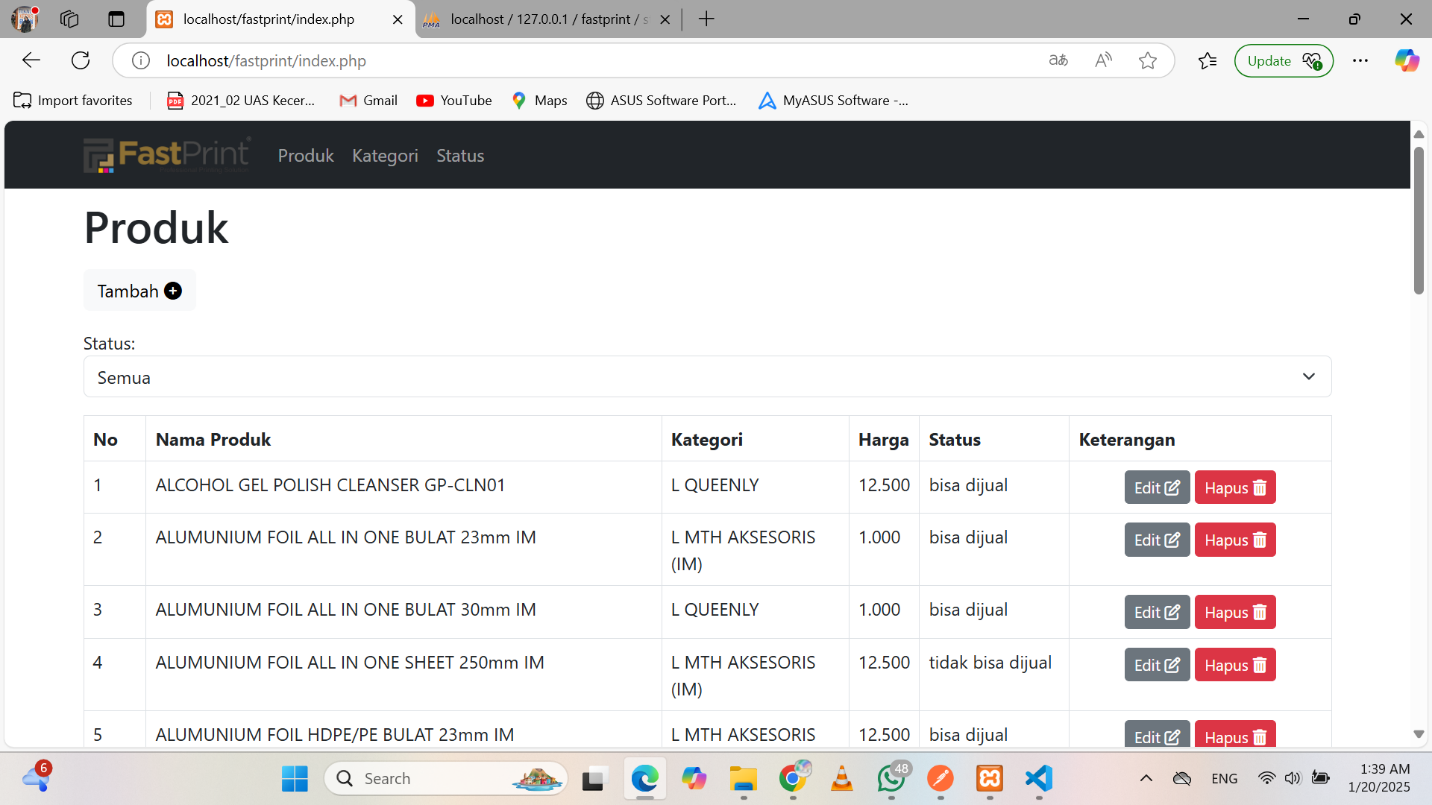 localhost/fastprint/index.php
localhost / 127.0.0.1 / fastprint / s
localhost/fastprint/index.php
Update
Import favorites
2021_02 UAS Kecer...
Gmail
YouTube
Maps
ASUS Software Port...
MyASUS Software -...
FastPrint
Produk
Kategori
Status
Produk
Tambah
Status:
Semua
No Nama Produk Kategori Harga Status Keterangan
1 ALCOHOL GEL POLISH CLEANSER GP-CLN01 L QUEENLY 12.500 bisa dijual Edit Hapus
2 ALUMUNIUM FOIL ALL IN ONE BULAT 23mm IM L MTH AKSESORIS 1.000 bisa dijual Edit Hapus
(IM)
3 ALUMUNIUM FOIL ALL IN ONE BULAT 30mm IM L QUEENLY 1.000 bisa dijual Edit Hapus
4 ALUMUNIUM FOIL ALL IN ONE SHEET 250mm IM L MTH AKSESORIS 12.500 tidak bisa dijual Edit Hapus
(IM)
5 ALUMUNIUM FOIL HDPE/PE BULAT 23mm IM L MTH AKSESORIS 12.500 bisa dijual Edit Hapus
6
Search
48
ENG
1:39 AM
1/20/2025